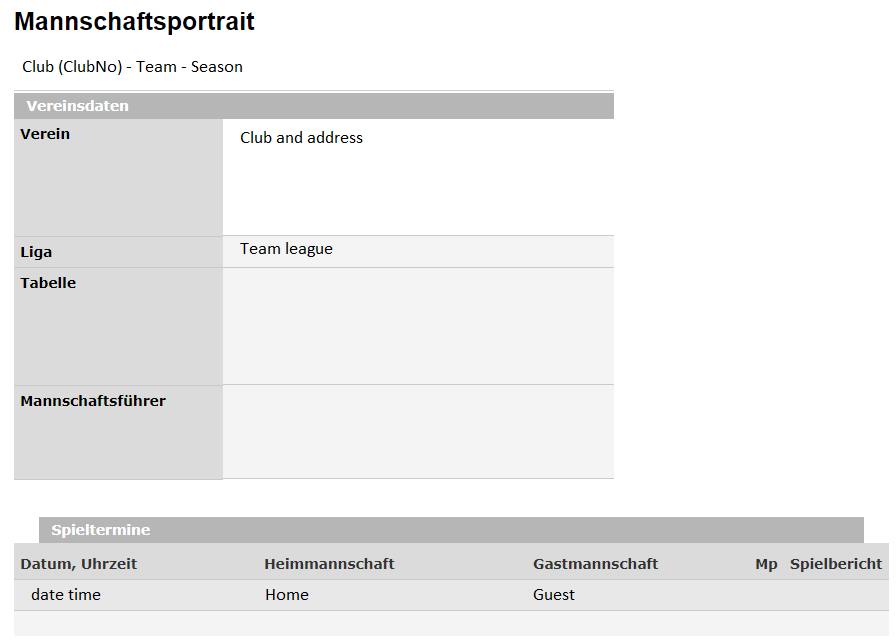 Mannschaftsportrait
Club (ClubNo) - Team - Season
Vereinsdaten
Verein
Club and address
Liga
Team league
Tabelle
Mannschaftsführer
Spieltermine
Datum, Uhrzeit Heimmannschaft Gastmannschaft Mp Spielbericht
date time Home Guest